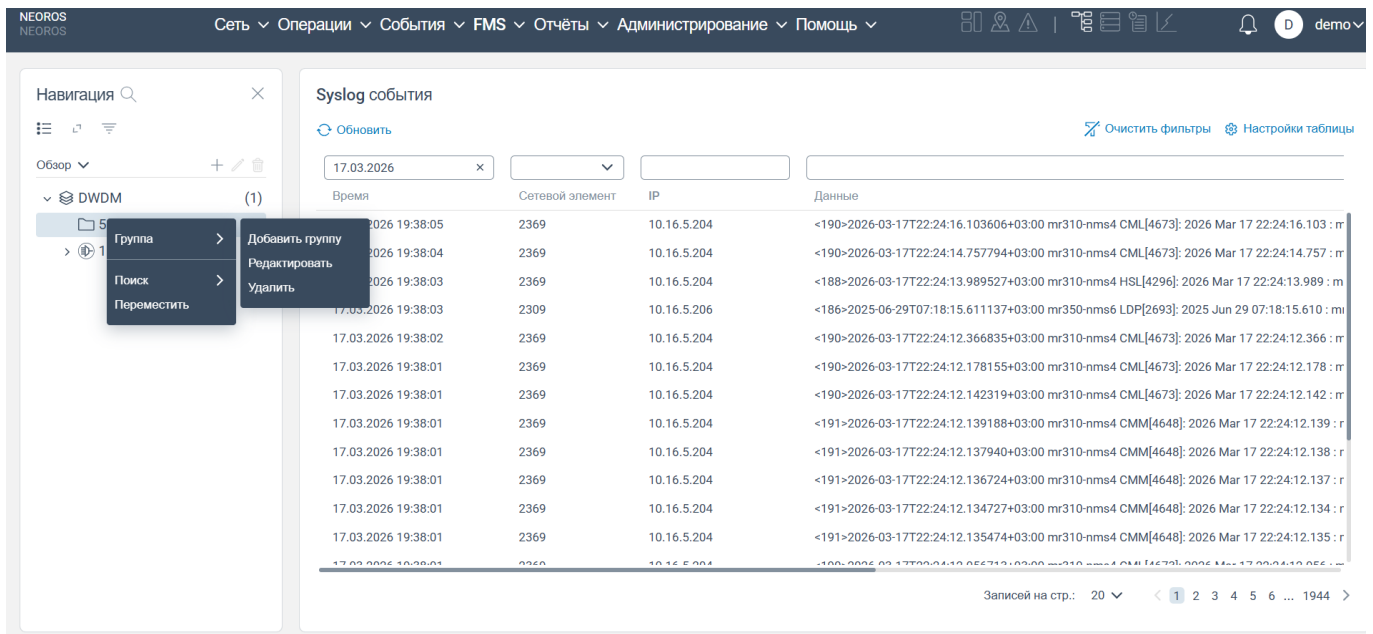 NEOROS
NEOROS
Сеть Операции События FMS Отчёты Администрирование Помощь
D demo
Навигация
Обзор
DWDM (1)
5
1
Группа
Поиск
Переместить
Добавить группу
Редактировать
Удалить
Syslog события
Обновить
Очистить фильтры Настройки таблицы
17.03.2026
Время Сетевой элемент IP Данные
2026 19:38:05 2369 10.16.5.204 <190>2026-03-17T22:24:16.103606+03:00 mr310-nms4 CML[4673]: 2026 Mar 17 22:24:16.103 :
2026 19:38:04 2369 10.16.5.204 <190>2026-03-17T22:24:14.757794+03:00 mr310-nms4 CML[4673]: 2026 Mar 17 22:24:14.757 :
2026 19:38:03 2369 10.16.5.204 <188>2026-03-17T22:24:13.989527+03:00 mr310-nms4 HSL[4296]: 2026 Mar 17 22:24:13.989 : m
17.03.2026 19:38:03 2309 10.16.5.206 <186>2025-06-29T07:18:15.611137+03:00 mr350-nms6 LDP[2693]: 2025 Jun 29 07:18:15.610 :
17.03.2026 19:38:02 2369 10.16.5.204 <190>2026-03-17T22:24:12.366835+03:00 mr310-nms4 CML[4673]: 2026 Mar 17 22:24:12.366 :
17.03.2026 19:38:01 2369 10.16.5.204 <190>2026-03-17T22:24:12.178155+03:00 mr310-nms4 CML[4673]: 2026 Mar 17 22:24:12.178 :
17.03.2026 19:38:01 2369 10.16.5.204 <190>2026-03-17T22:24:12.142319+03:00 mr310-nms4 CML[4673]: 2026 Mar 17 22:24:12.142 :
17.03.2026 19:38:01 2369 10.16.5.204 <191>2026-03-17T22:24:12.139188+03:00 mr310-nms4 CMM[4648]: 2026 Mar 17 22:24:12.139 :
17.03.2026 19:38:01 2369 10.16.5.204 <191>2026-03-17T22:24:12.137940+03:00 mr310-nms4 CMM[4648]: 2026 Mar 17 22:24:12.138 :
17.03.2026 19:38:01 2369 10.16.5.204 <191>2026-03-17T22:24:12.136724+03:00 mr310-nms4 CMM[4648]: 2026 Mar 17 22:24:12.137 :
17.03.2026 19:38:01 2369 10.16.5.204 <191>2026-03-17T22:24:12.134727+03:00 mr310-nms4 CMM[4648]: 2026 Mar 17 22:24:12.134 :
17.03.2026 19:38:01 2369 10.16.5.204 <191>2026-03-17T22:24:12.135474+03:00 mr310-nms4 CMM[4648]: 2026 Mar 17 22:24:12.135 :
Записей на стр.: 20 1 2 3 4 5 6 ... 1944